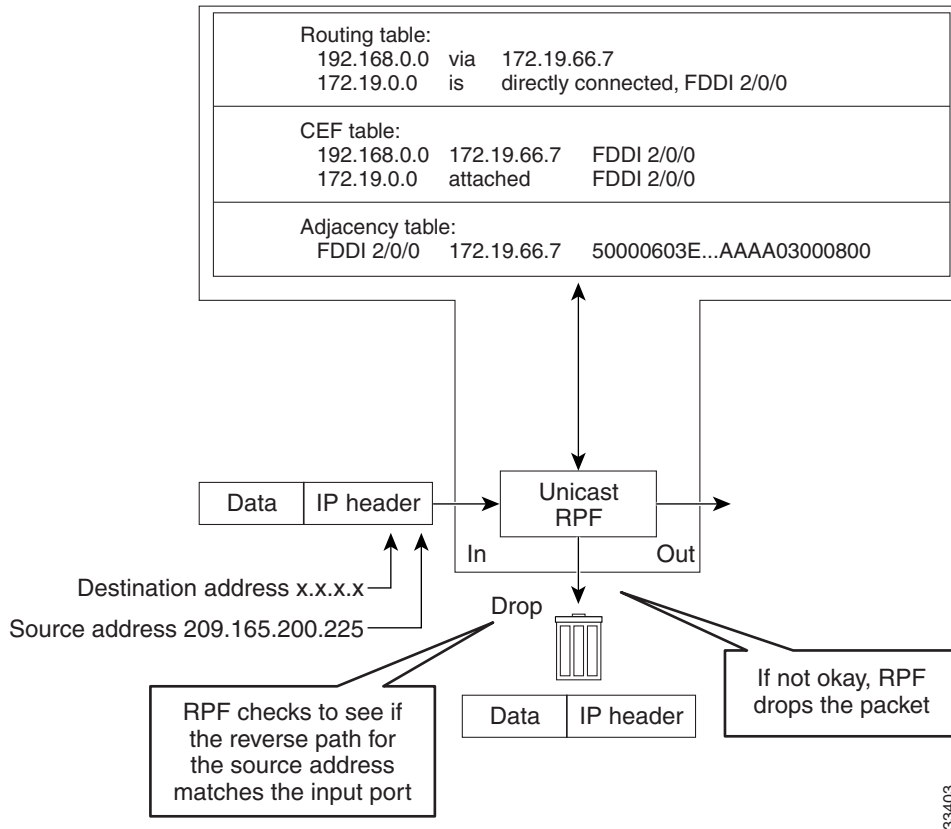 Routing table:
192.168.0.0 via 172.19.66.7
172.19.0.0 is directly connected, FDDI 2/0/0
CEF table:
192.168.0.0 172.19.66.7 FDDI 2/0/0
172.19.0.0 attached FDDI 2/0/0
Adjacency table:
FDDI 2/0/0 172.19.66.7 50000603E...AAAA03000800
Data IP header
Unicast
RPF
In
Out
Destination address x.x.x.x
Source address 209.165.200.225
Drop
RPF checks to see if
the reverse path for
the source address
matches the input port
Data IP header
If not okay, RPF
drops the packet
33403